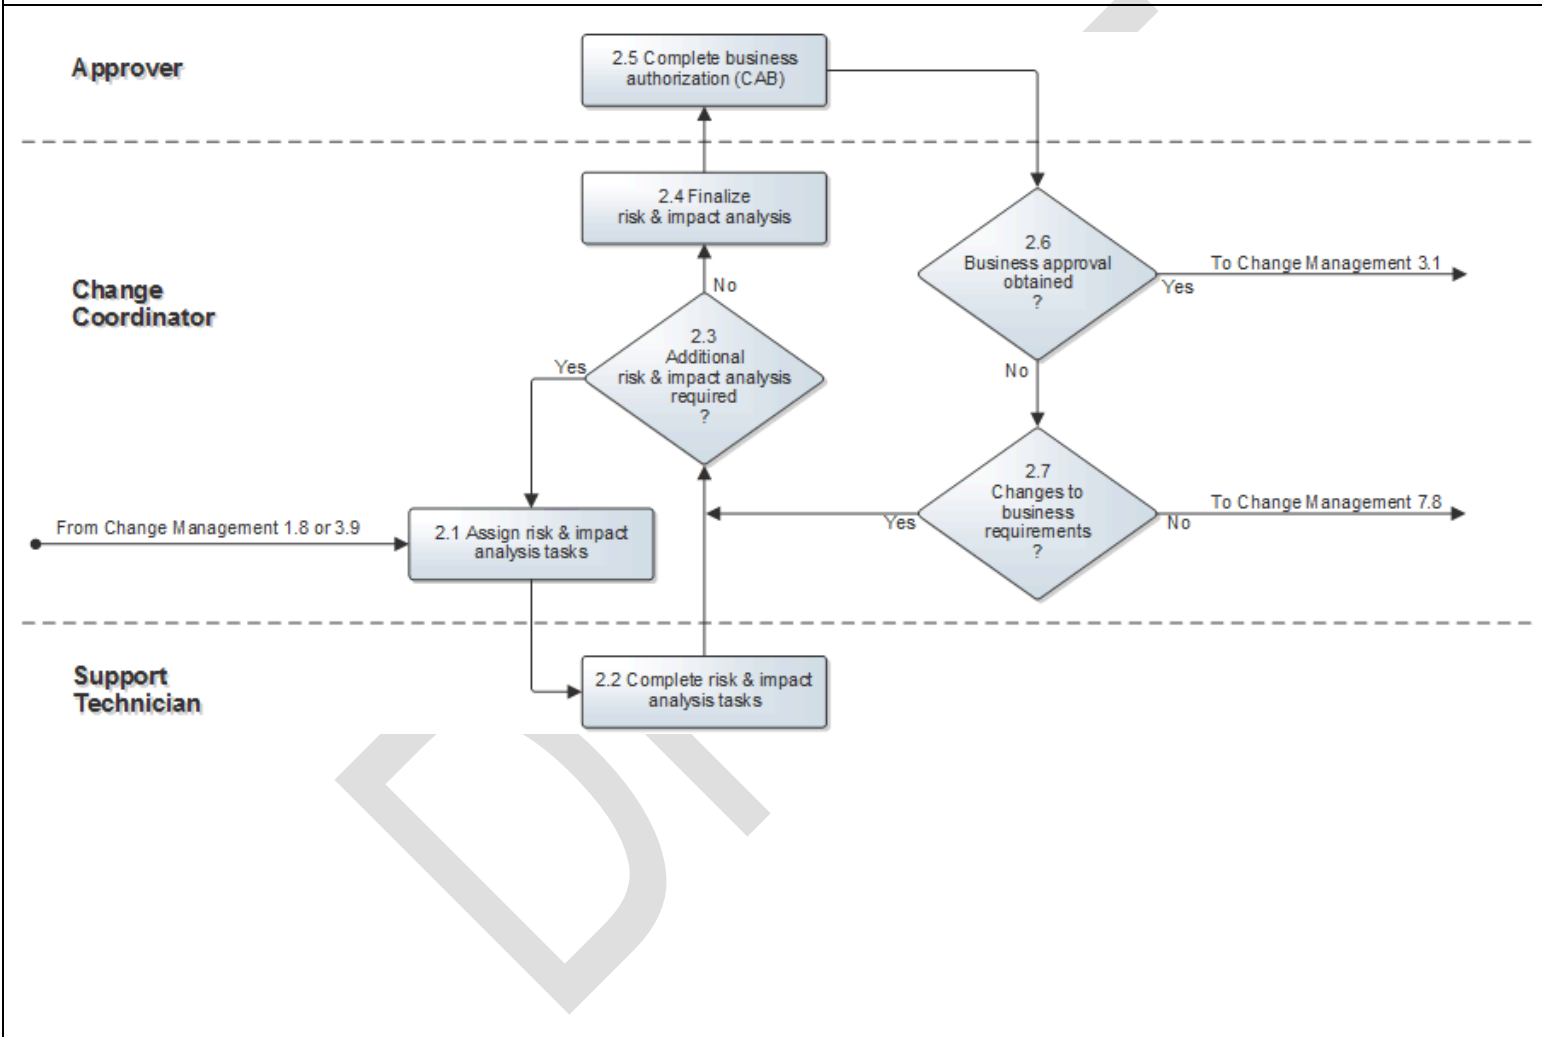 Approver
2.5 Complete business
authorization (CAB)
2.4 Finalize
risk & impact analysis
Change
Coordinator
No
2.3
Additional
risk & impact analysis
required
?
Yes
2.6
Business approval
obtained
?
To Change Management 3.1
Yes
No
2.7
Changes to
business
requirements
?
Yes
To Change Management 7.8
No
From Change Management 1.8 or 3.9
2.1 Assign risk & impact
analysis tasks
Support
Technician
2.2 Complete risk & impact
analysis tasks